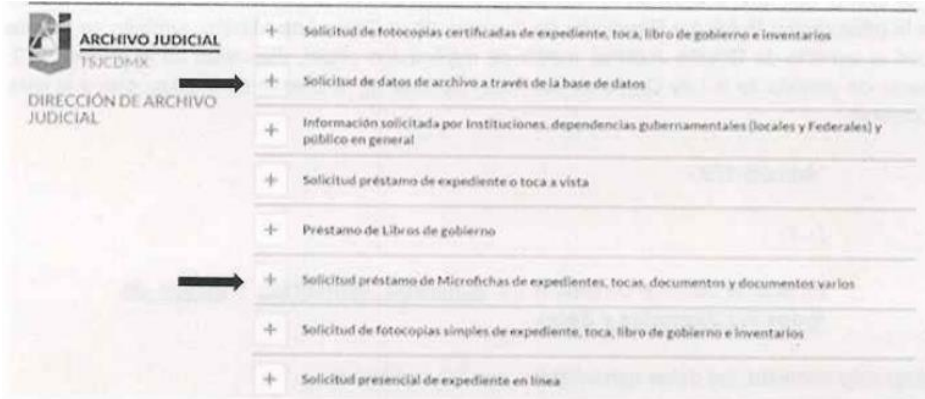 ARCHIVO JUDICIAL
TSJCDMX
DIRECCIÓN DE ARCHIVO
JUDICIAL
+ Solicitud de fotocopias certificadas de expediente, toca, libro de gobierno e inventarios
+ Solicitud de datos de archivo a través de la base de datos
+ Información solicitada por Instituciones, dependencias gubernamentales (locales y Federales) y
público en general
+ Solicitud préstamo de expediente o toca a vista
+ Préstamo de Libros de gobierno
+ Solicitud préstamo de Microfichas de expedientes, tocas, documentos y documentos varios
+ Solicitud de fotocopias simples de expediente, toca, libro de gobierno e inventarios
+ Solicitud presencial de expediente en línea